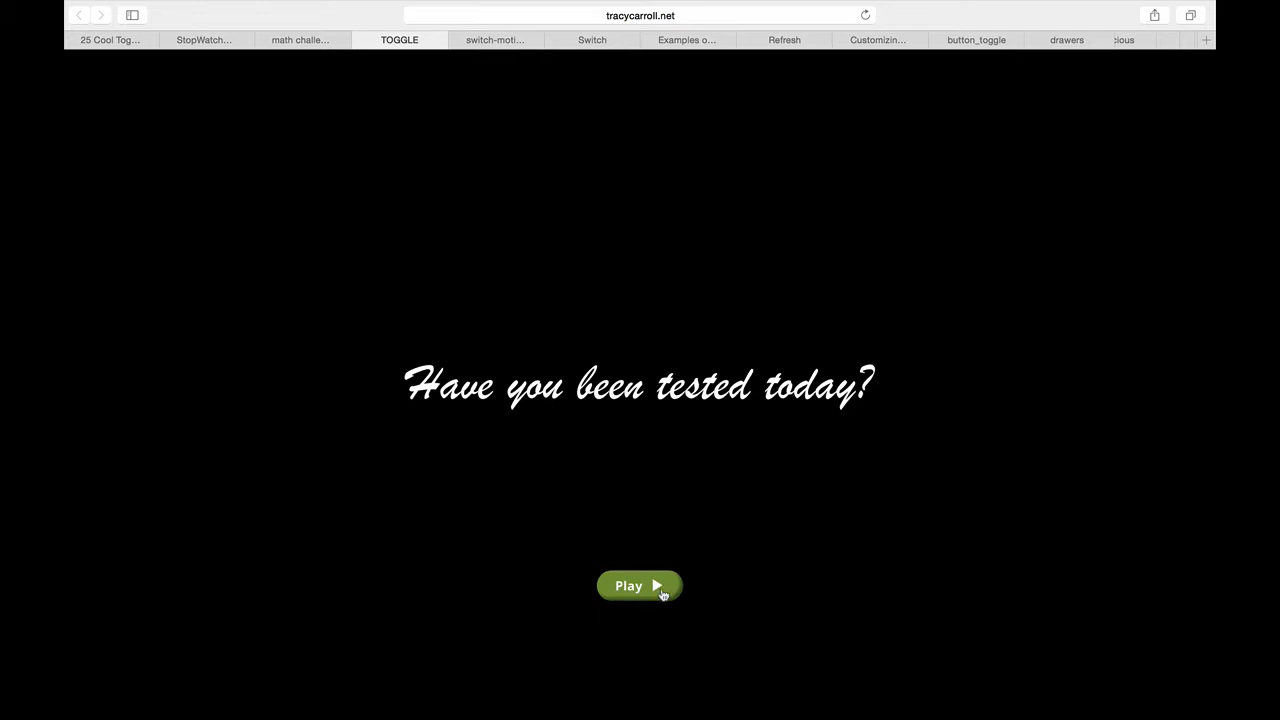 tracycarroll.net
25 Cool Tog... StopWatch... math challe... TOGGLE switch-moti... Switch Examples o... Refresh Customizin... button_toggle drawers cious
Have you been tested today?
Play